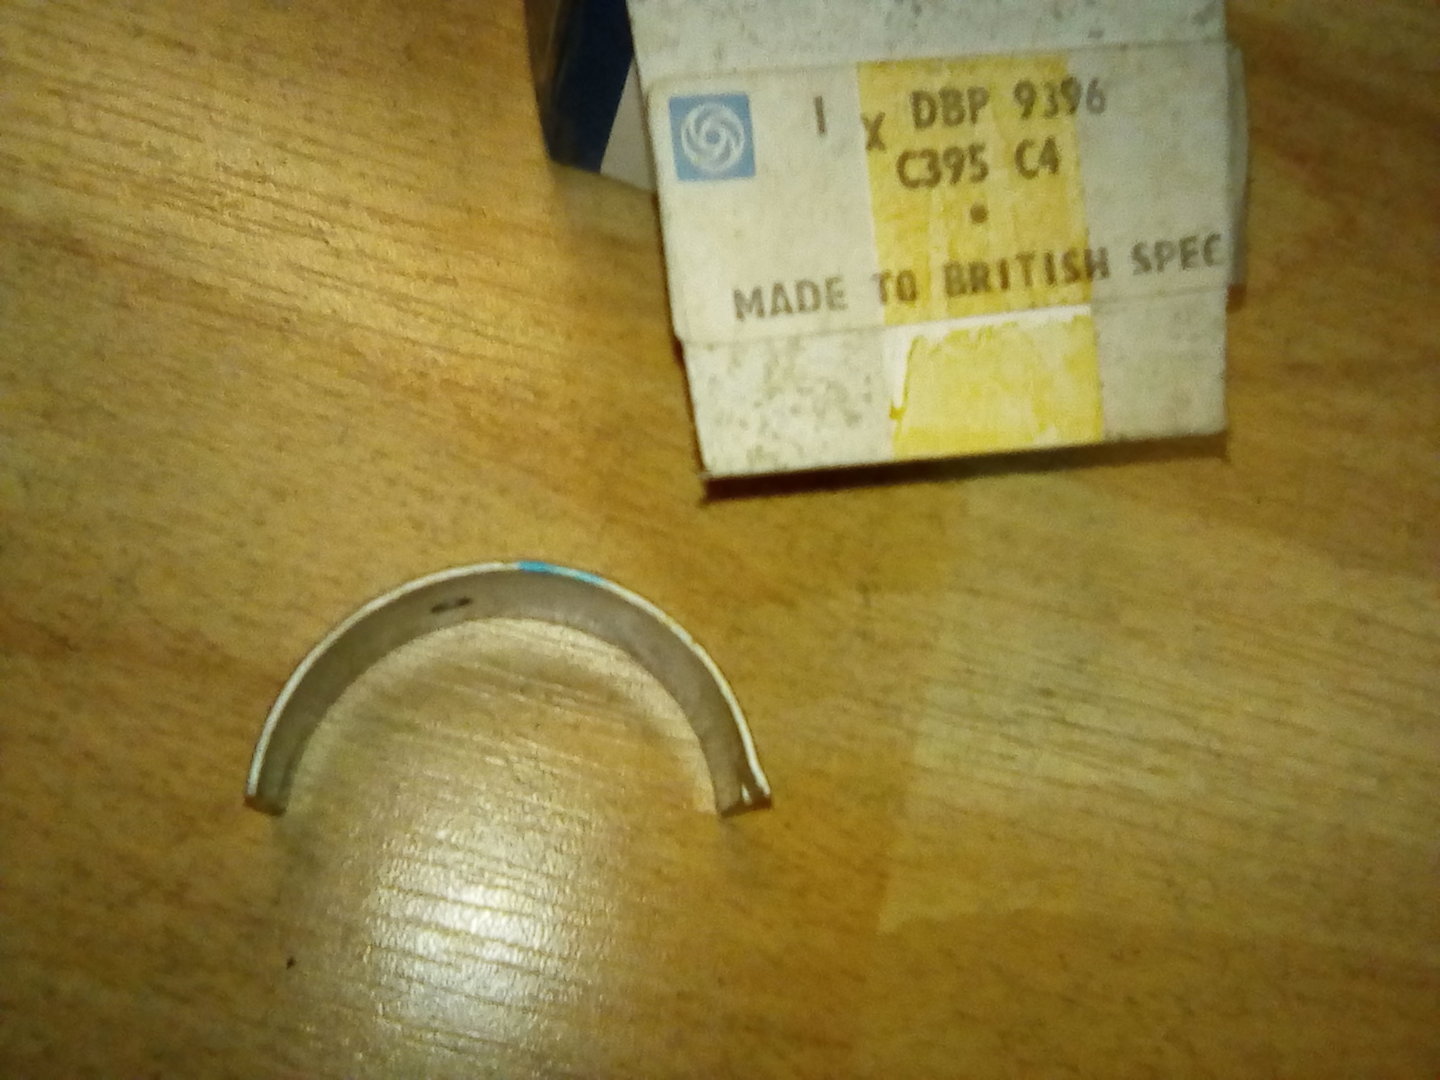 1 X DBP 9396
C395 C4
MADE TO BRITISH SPEC